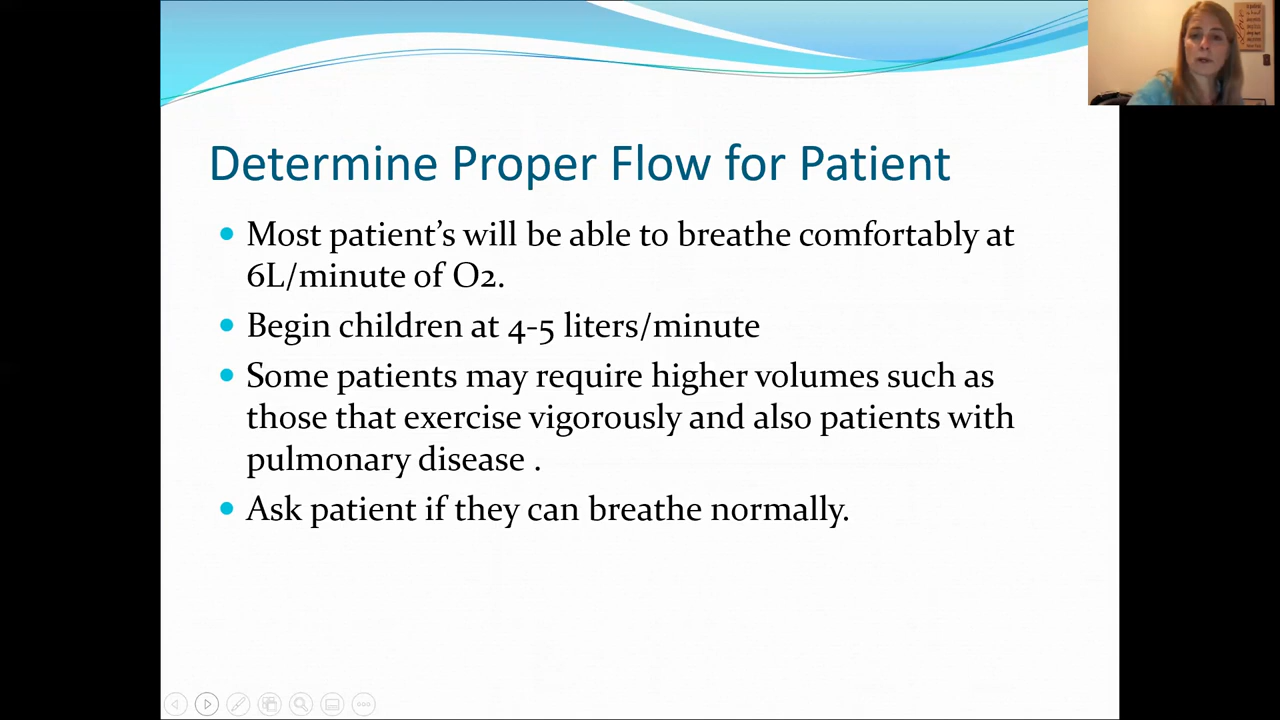 Determine Proper Flow for Patient
Most patient's will be able to breathe comfortably at
6L/minute of O2.
Begin children at 4-5 liters/minute
Some patients may require higher volumes such as
those that exercise vigorously and also patients with
pulmonary disease .
Ask patient if they can breathe normally.